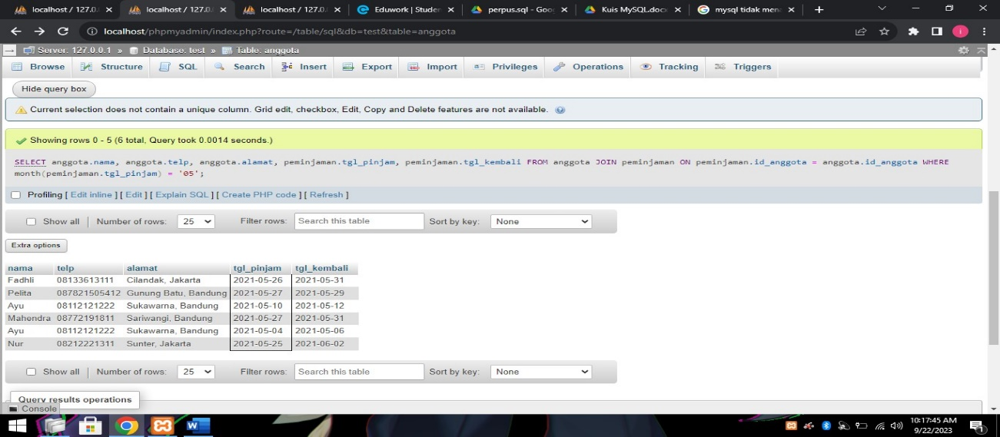 localhost / 127.0. localhost / 127.0. localhost / 127.0. Eduwork | Studen perpus.sql - Goo Kuis MySQL.docx mysql tidak men
localhost/phpmyadmin/index.php?route=/table/sql&db=test&table=anggota
Server: 127.0.0.1 » Database: test » Table: anggota
Browse Structure SQL Search Insert Export Import Privileges Operations Tracking Triggers
Hide query box
Current selection does not contain a unique column. Grid edit, checkbox, Edit, Copy and Delete features are not available.
Showing rows 0 - 5 (6 total, Query took 0.0014 seconds.)
SELECT anggota.nama, anggota.telp, anggota.alamat, peminjaman.tgl_pinjam, peminjaman.tgl_kembali FROM anggota JOIN peminjaman ON peminjaman.id_anggota = anggota.id_anggota WHERE
month(peminjaman.tgl_pinjam) = '05';
Profiling [ Edit inline ] [ Edit ] [ Explain SQL ] [ Create PHP code ] [ Refresh ]
Show all | Number of rows: 25 Filter rows: Search this table Sort by key: None
Extra options
nama telp alamat tgl_pinjam tgl_kembali
Fadhli 08133613111 Cilandak, Jakarta 2021-05-26 2021-05-31
Pelita 087821505412 Gunung Batu, Bandung 2021-05-27 2021-05-29
Ayu 08112121222 Sukawarna, Bandung 2021-05-10 2021-05-12
Mahendra 08772191811 Sariwangi, Bandung 2021-05-27 2021-05-31
Ayu 08112121222 Sukawarna, Bandung 2021-05-04 2021-05-06
Nur 08212221311 Sunter, Jakarta 2021-05-25 2021-06-02
Show all | Number of rows: 25 Filter rows: Search this table Sort by key: None
Query results operations
Console
10:17:45 AM
9/22/2023